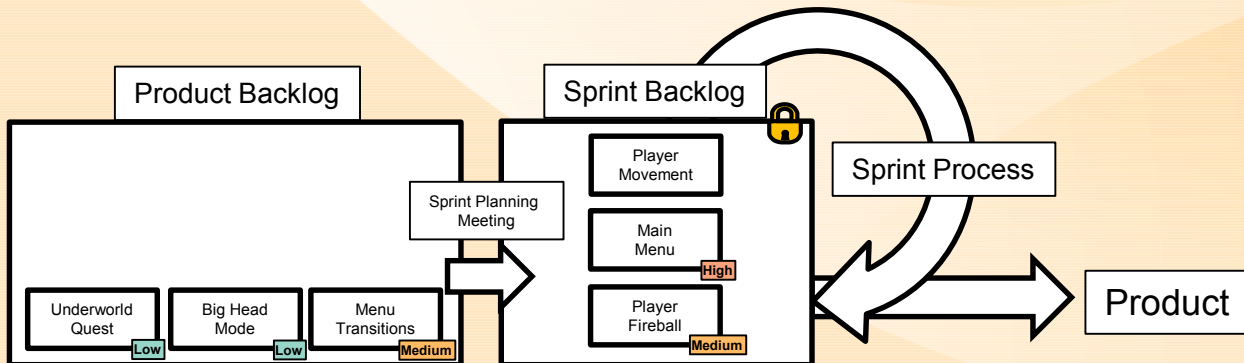 Product Backlog
Sprint Backlog
Sprint Process
Sprint Planning
Meeting
Player
Movement
Main
Menu
High
Player
Fireball
Medium
Underworld
Quest
Low
Big Head
Mode
Low
Menu
Transitions
Medium
Product